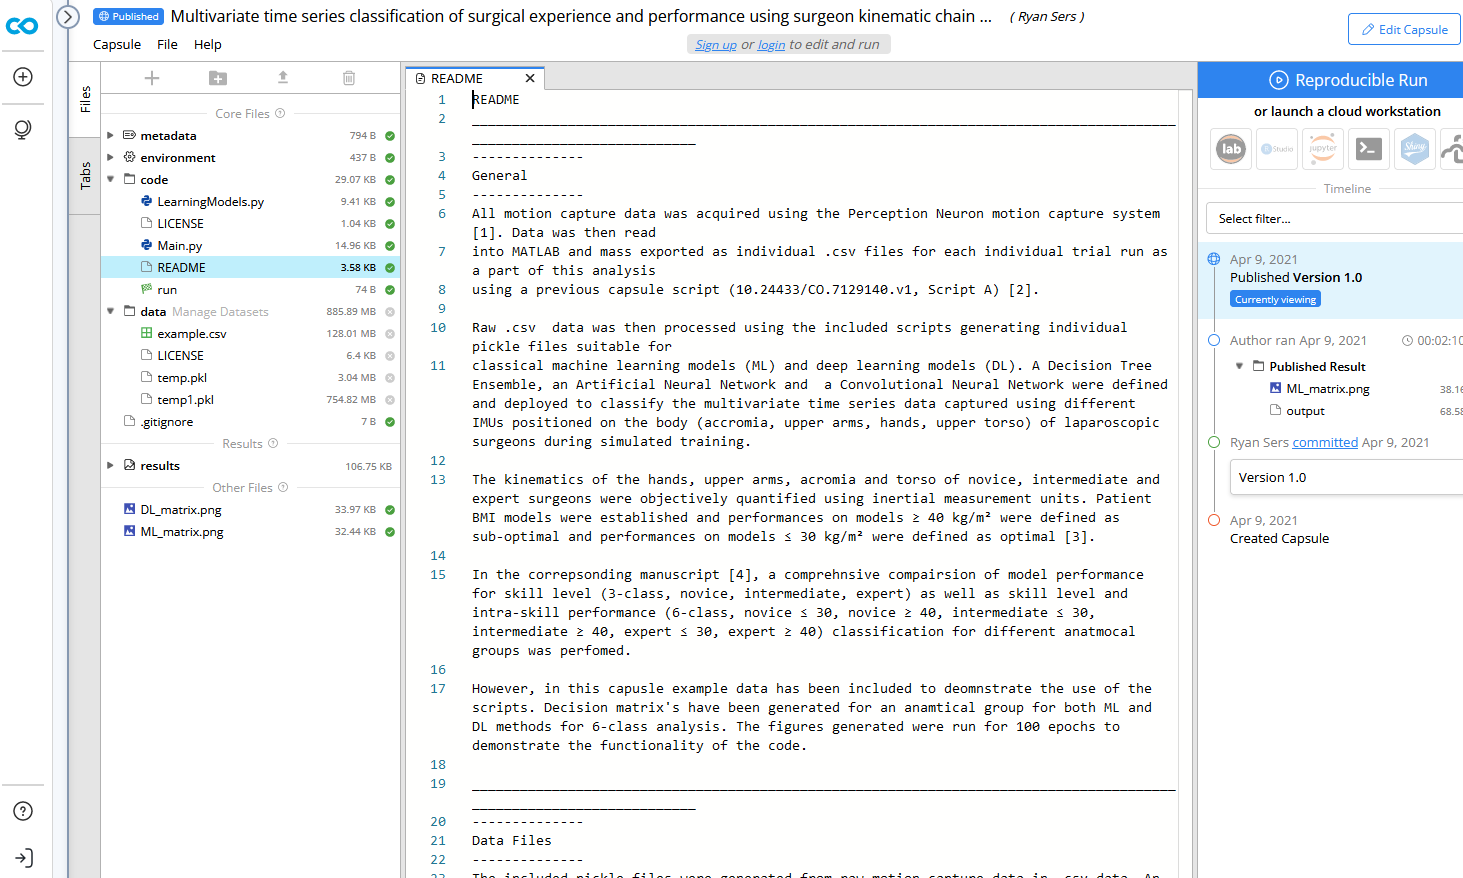 Published Multivariate time series classification of surgical experience and performance using surgeon kinematic chain ... ( Ryan Sers )
Capsule File Help
Sign up or login to edit and run
Edit Capsule
Files
Tabs
Core Files
metadata 794 B
environment 437 B
code 29.07 KB
LearningModels.py 9.41 KB
LICENSE 1.04 KB
Main.py 14.96 KB
README 3.58 KB
run 74 B
data Manage Datasets 885.89 MB
example.csv 128.01 MB
LICENSE 6.4 KB
temp.pkl 3.04 MB
temp1.pkl 754.82 MB
.gitignore 7 B
Results
results 106.75 KB
Other Files
DL_matrix.png 33.97 KB
ML_matrix.png 32.44 KB
README
1 README
2 ________________________________________________________________________________________
____________________________
3 --------------
4 General
5 --------------
6 All motion capture data was acquired using the Perception Neuron motion capture system
[1]. Data was then read
7 into MATLAB and mass exported as individual .csv files for each individual trial run as
a part of this analysis
8 using a previous capsule script (10.24433/CO.7129140.v1, Script A) [2].
9
10 Raw .csv  data was then processed using the included scripts generating individual
pickle files suitable for
11 classical machine learning models (ML) and deep learning models (DL). A Decision Tree
Ensemble, an Artificial Neural Network and  a Convolutional Neural Network were defined
and deployed to classify the multivariate time series data captured using different
IMUs positioned on the body (accromia, upper arms, hands, upper torso) of laparoscopic
surgeons during simulated training.
12
13 The kinematics of the hands, upper arms, acromia and torso of novice, intermediate and
expert surgeons were objectively quantified using inertial measurement units. Patient
BMI models were established and performances on models ≥ 40 kg/m² were defined as
sub-optimal and performances on models ≤ 30 kg/m² were defined as optimal [3].
14
15 In the correpsonding manuscript [4], a comprehnsive compairsion of model performance
for skill level (3-class, novice, intermediate, expert) as well as skill level and
intra-skill performance (6-class, novice ≤ 30, novice ≥ 40, intermediate ≤ 30,
intermediate ≥ 40, expert ≤ 30, expert ≥ 40) classification for different anatmocal
groups was perfomed.
16
17 However, in this capusle example data has been included to deomnstrate the use of the
scripts. Decision matrix's have been generated for an anamtical group for both ML and
DL methods for 6-class analysis. The figures generated were run for 100 epochs to
demonstrate the functionality of the code.
18
19 ________________________________________________________________________________________
____________________________
20 --------------
21 Data Files
22 --------------
Reproducible Run
or launch a cloud workstation
lab Studio jupyter Shiny
Timeline
Select filter...
Apr 9, 2021
Published Version 1.0
Currently viewing
Author ran Apr 9, 2021 00:02:10
Published Result
ML_matrix.png 38.16
output 68.58
Ryan Sers committed Apr 9, 2021
Version 1.0
Apr 9, 2021
Created Capsule